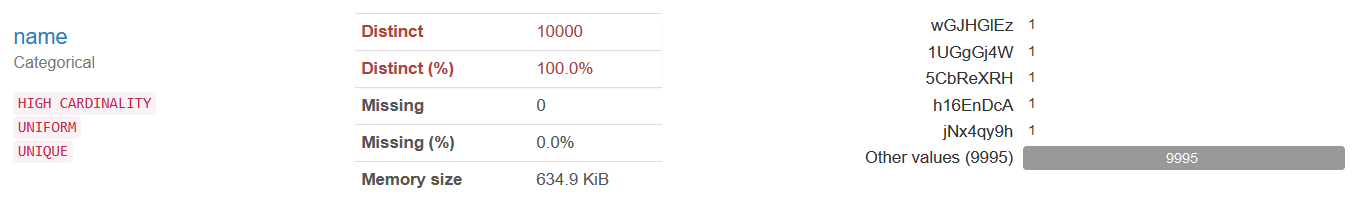 name
Categorical
HIGH CARDINALITY
UNIFORM
UNIQUE
Distinct 10000
Distinct (%) 100.0%
Missing 0
Missing (%) 0.0%
Memory size 634.9 KiB
wGJHGlEz 1
1UGgGj4W 1
5CbReXRH 1
h16EnDcA 1
jNx4qy9h 1
Other values (9995) 9995